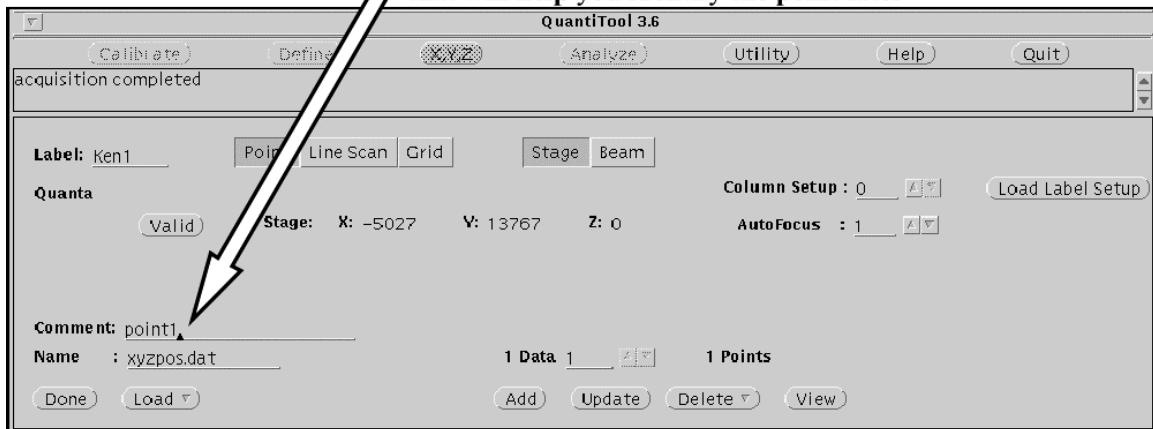 QuantiTool 3.6
Calibrate Define X,Y,Z Analyze Utility Help Quit
acquisition completed
Label: Ken1 Point Line Scan Grid Stage Beam
Quanta Column Setup : 0 Load Label Setup
Valid Stage: X: -5027 Y: 13767 Z: 0 AutoFocus : 1
Comment: point1
Name : xyzpos.dat 1 Data 1 1 Points
Done Load Add Update Delete View